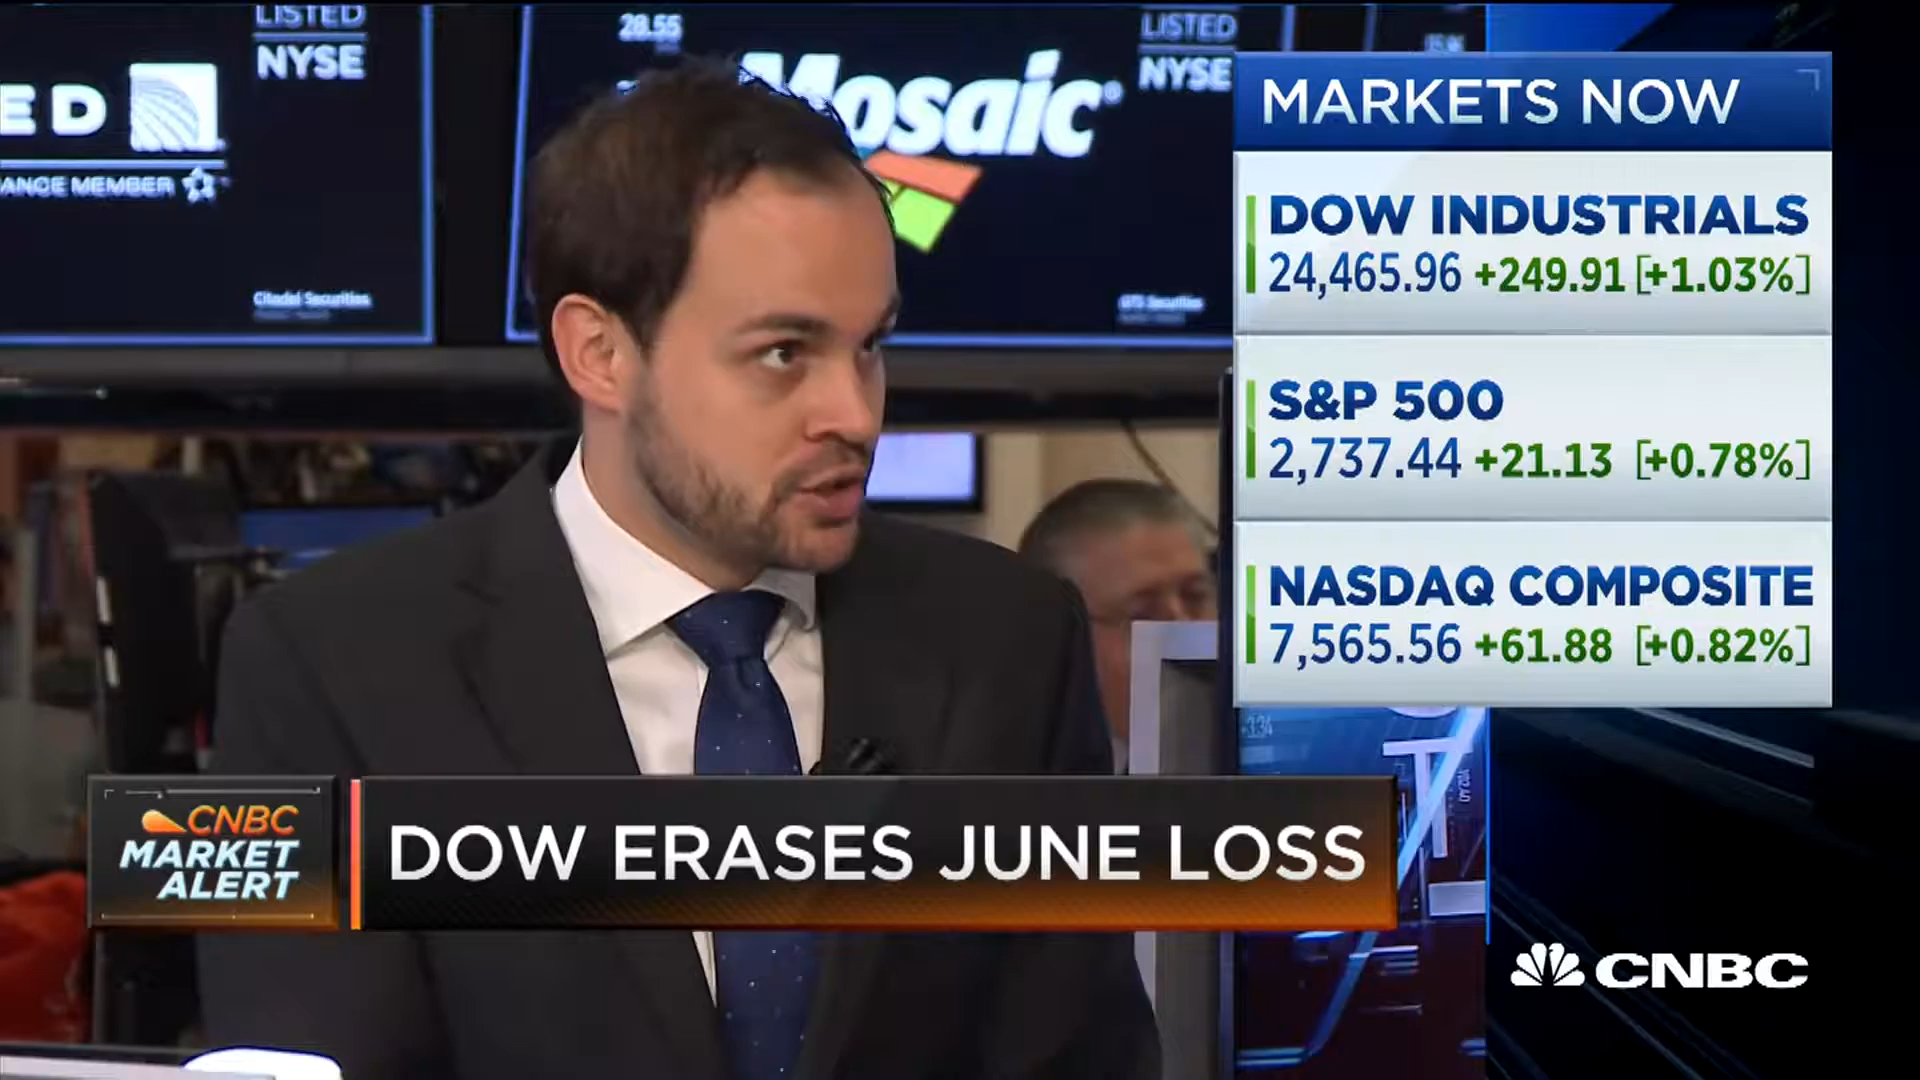 LISTED
NYSE
ED
ANCE MEMBER
Citadel Securities
28.55
Mosaic®
LISTED
NYSE
GTS Securities
MARKETS NOW
DOW INDUSTRIALS
24,465.96 +249.91 [+1.03%]
S&P 500
2,737.44 +21.13 [+0.78%]
NASDAQ COMPOSITE
7,565.56 +61.88 [+0.82%]
CNBC
MARKET
ALERT
DOW ERASES JUNE LOSS
CNBC